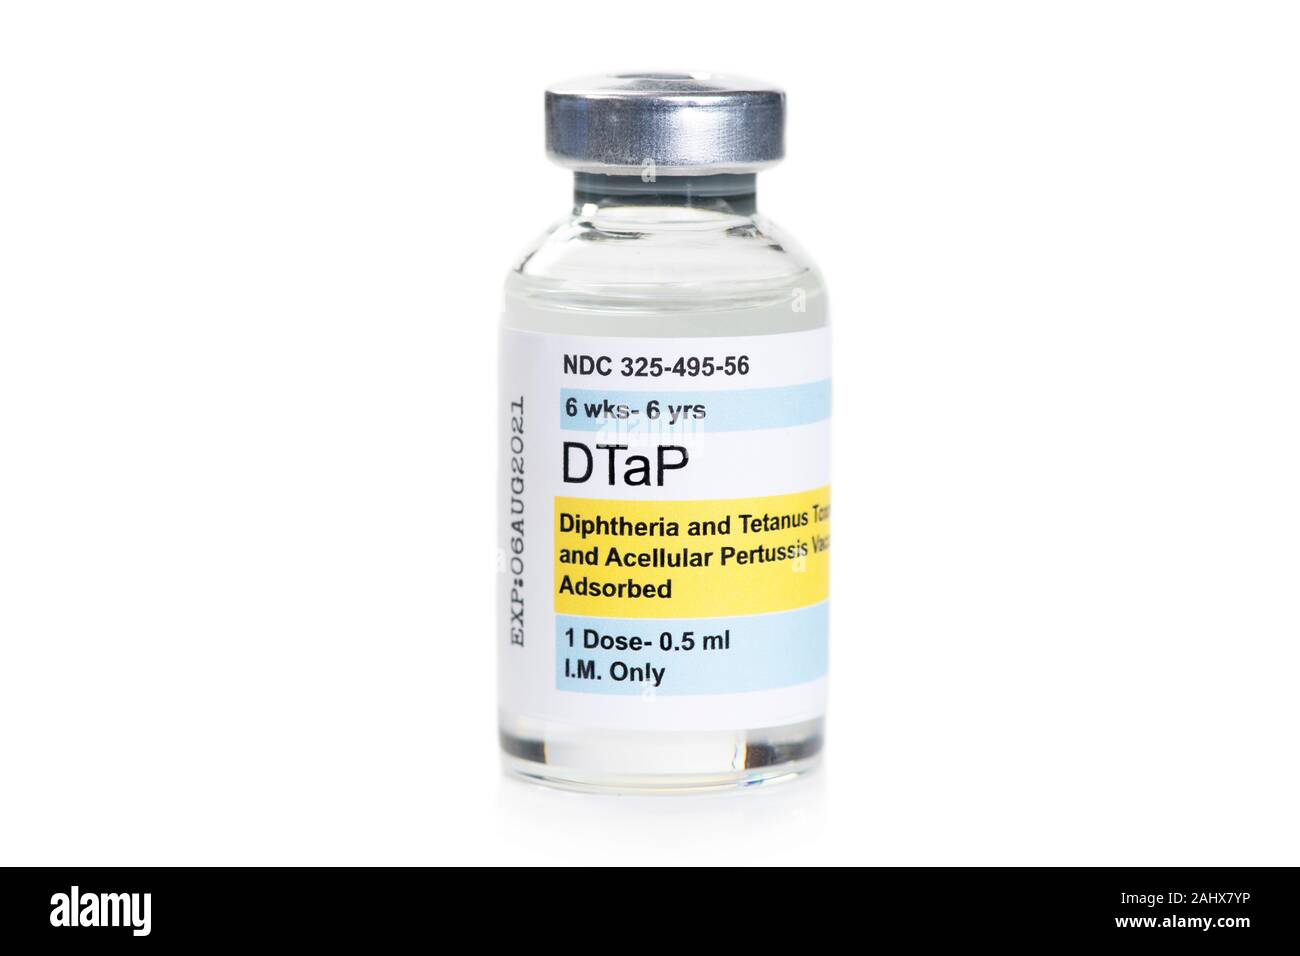 NDC 325-495-56
6 wks- 6 yrs
DTaP
Diphtheria and Tetanus
and Acellular Pertussis
Adsorbed
1 Dose- 0.5 ml
I.M. Only
EXP:06AUG2021
alamy
alamy
Image ID: 2AHX7YP
www.alamy.com